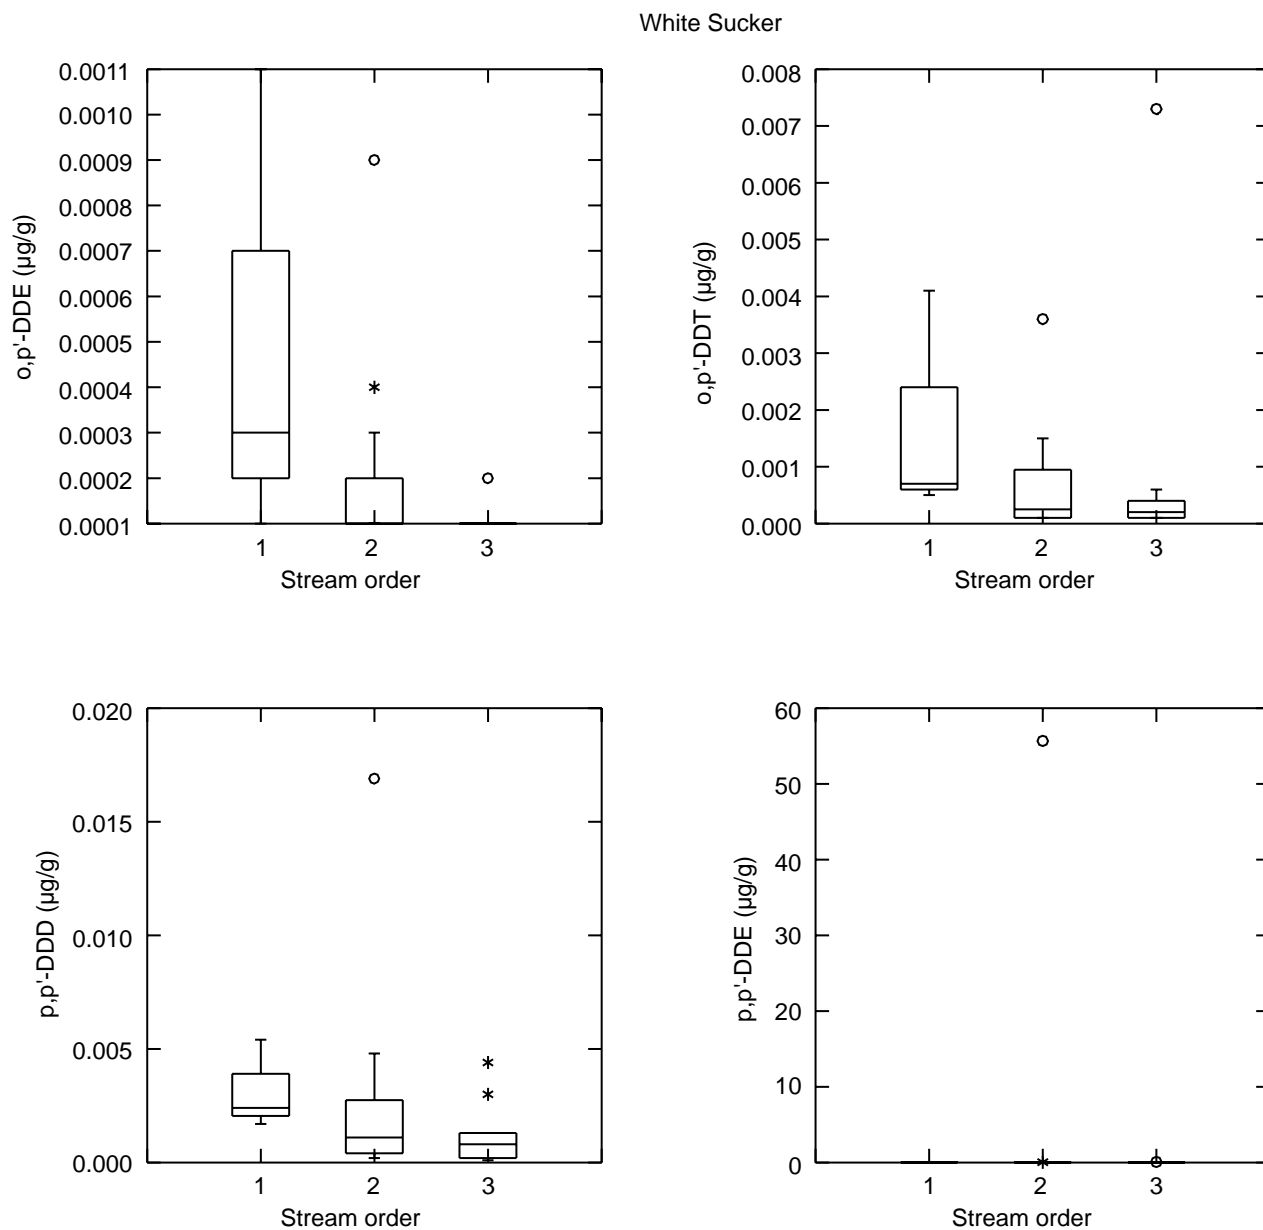 White Sucker
0.0011
0.0010
0.0009
0.0008
0.0007
0.0006
0.0005
0.0004
0.0003
0.0002
0.0001
o,p'-DDE (µg/g)
1 2 3
Stream order
0.008
0.007
0.006
0.005
0.004
0.003
0.002
0.001
0.000
o,p'-DDT (µg/g)
1 2 3
Stream order
0.020
0.015
0.010
0.005
0.000
p,p'-DDD (µg/g)
1 2 3
Stream order
60
50
40
30
20
10
0
p,p'-DDE (µg/g)
1 2 3
Stream order